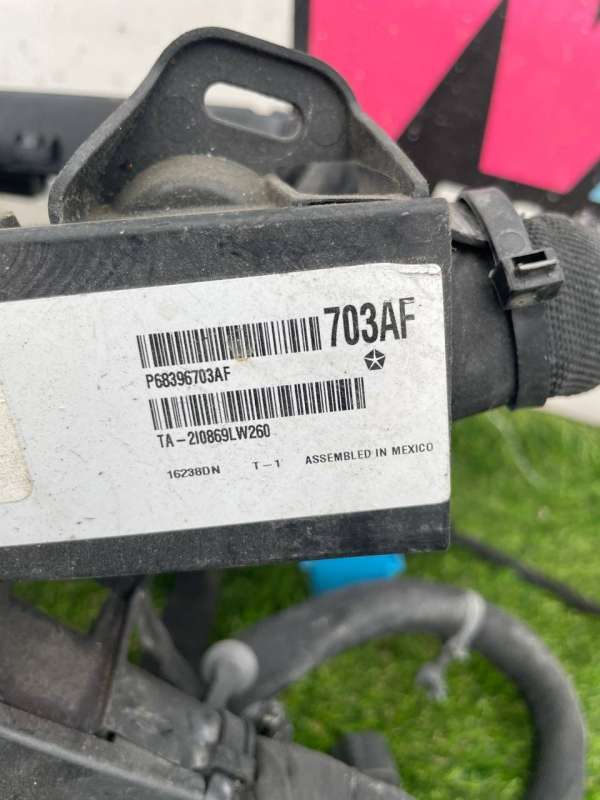 703AF
P68396703AF
TA-2I0869LW260
16238DN T-1 ASSEMBLED IN MEXICO